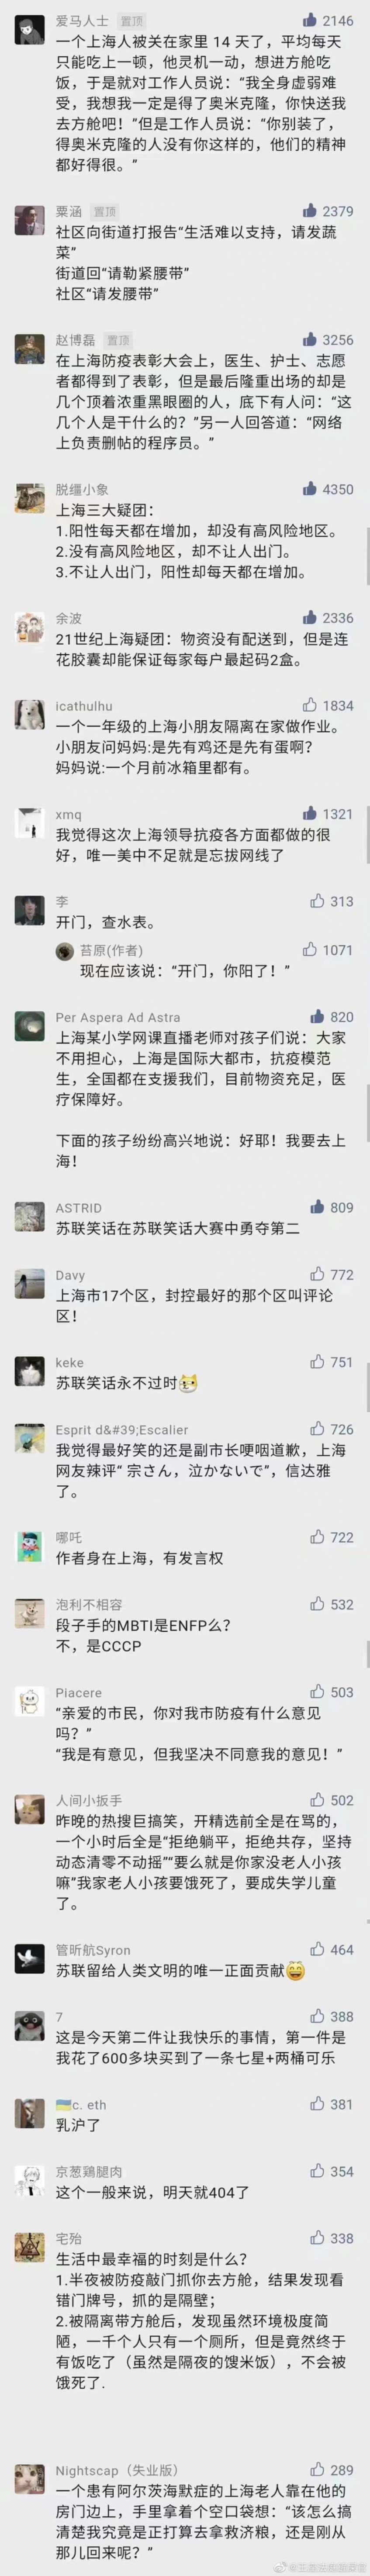 爱马人士 置顶 2146
一个上海人被关在家里 14 天了，平均每天
只能吃上一顿，他灵机一动，想进方舱吃
饭，于是就对工作人员说：“我全身虚弱难
受，我想我一定是得了奥米克隆，你快送我
去方舱吧！“但是工作人员说：“你别装了，
得奥米克隆的人没有你这样的，他们的精神
都好得很。”
粟涵 置顶 2379
社区向街道打报告“生活难以支持，请发蔬
菜”
街道回“请勒紧腰带”
社区“请发腰带”
赵博磊 置顶 3256
在上海防疫表彰大会上，医生、护士、志愿
者都得到了表彰，但是最后隆重出场的却是
几个顶着浓重黑眼圈的人，底下有人问：“这
几个人是干什么的？”另一人回答道：“网络
上负责删帖的程序员。”
脱缰小象 4350
上海三大疑团：
1.阳性每天都在增加，却没有高风险地区。
2.没有高风险地区，却不让人出门。
3.不让人出门，阳性却每天都在增加。
余波 2336
21世纪上海疑团：物资没有配送到，但是连
花胶囊却能保证每家每户最起码2盒。
icathulhu 1834
一个一年级的上海小朋友隔离在家做作业。
小朋友问妈妈:是先有鸡还是先有蛋啊？
妈妈说:一个月前冰箱里都有。
xmq 1321
我觉得这次上海领导抗疫各方面都做的很
好，唯一美中不足就是忘拔网线了
李 313
开门，查水表。
苔原(作者) 1071
现在应该说：“开门，你阳了！”
Per Aspera Ad Astra 820
上海某小学网课直播老师对孩子们说：大家
不用担心，上海是国际大都市，抗疫模范
生，全国都在支援我们，目前物资充足，医
疗保障好。
下面的孩子纷纷高兴地说：好耶！我要去上
海！
ASTRID 809
苏联笑话在苏联笑话大赛中勇夺第二
Davy 772
上海市17个区，封控最好的那个区叫评论
区！
keke 751
苏联笑话永不过时
Esprit d&#39;Escalier 726
我觉得最好笑的还是副市长哽咽道歉，上海
网友辣评“ 宗さん，泣かないで”，信达雅
了。
哪吒 722
作者身在上海，有发言权
泡利不相容 532
段子手的MBTI是ENFP么？
不，是CCCP
Piacere 503
“亲爱的市民，你对我市防疫有什么意见
吗？”
“我是有意见，但我坚决不同意我的意见！”
人间小扳手 502
昨晚的热搜巨搞笑，开精选前全是在骂的，
一个小时后全是“拒绝躺平，拒绝共存，坚持
动态清零不动摇”“要么就是你家没老人小孩
嘛”我家老人小孩要饿死了，要成失学儿童
了。
管昕航Syron 464
苏联留给人类文明的唯一正面贡献
7 388
这是今天第二件让我快乐的事情，第一件是
我花了600多块买到了一条七星+两桶可乐
c. eth 381
乳沪了
京葱鶏腿肉 354
这个一般来说，明天就404了
宅殆 338
生活中最幸福的时刻是什么？
1.半夜被防疫敲门抓你去方舱，结果发现看
错门牌号，抓的是隔壁；
2.被隔离带方舱后，发现虽然环境极度简
陋，一千个人只有一个厕所，但是竟然终于
有饭吃了（虽然是隔夜的馊米饭），不会被
饿死了.
Nightscap（失业版） 289
一个患有阿尔茨海默症的上海老人靠在他的
房门边上，手里拿着个空口袋想：“该怎么搞
清楚我究竟是正打算去拿救济粮，还是刚从
那儿回来呢？”